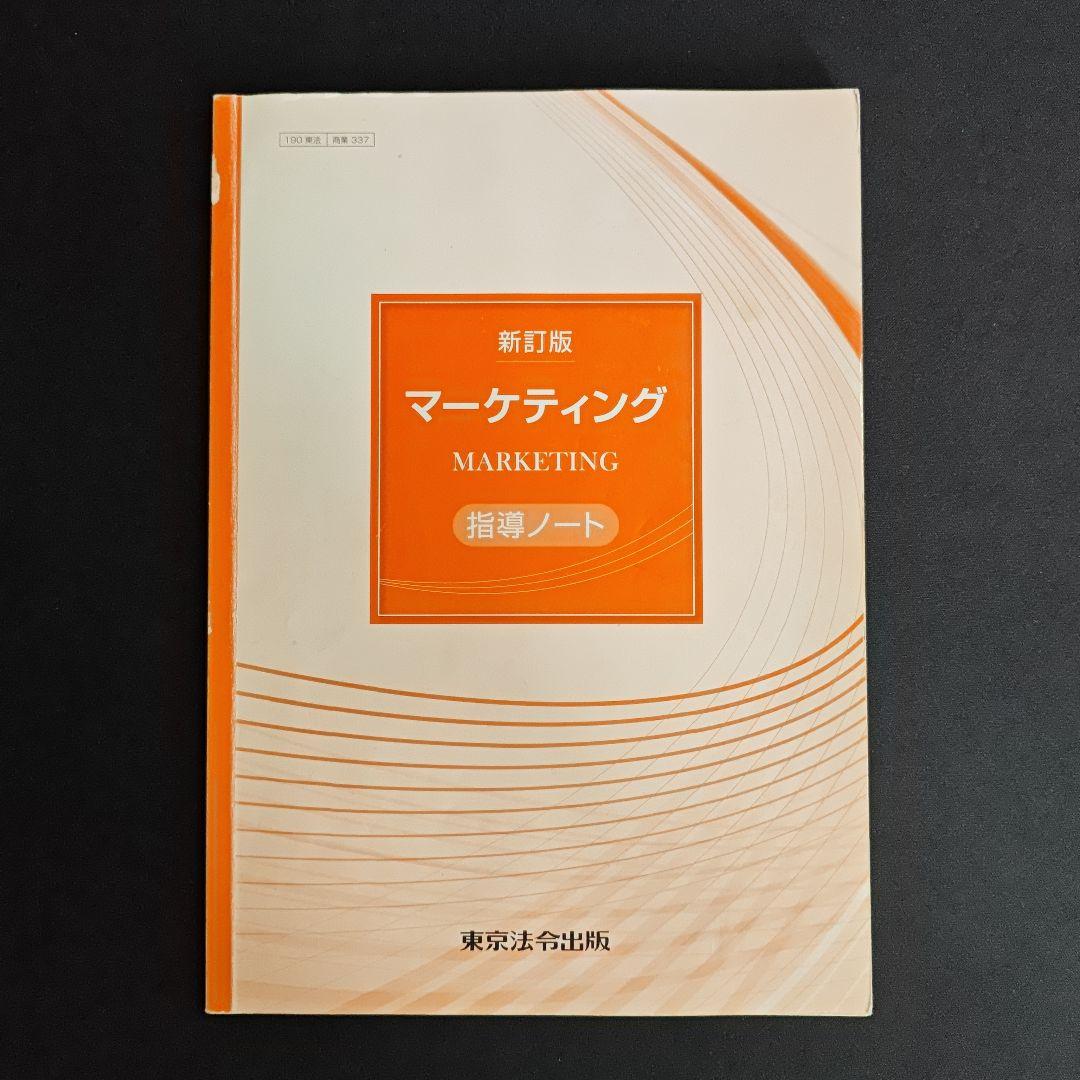 190 東法 商業 337
新訂版
マーケティング
MARKETING
指導ノート
東京法令出版